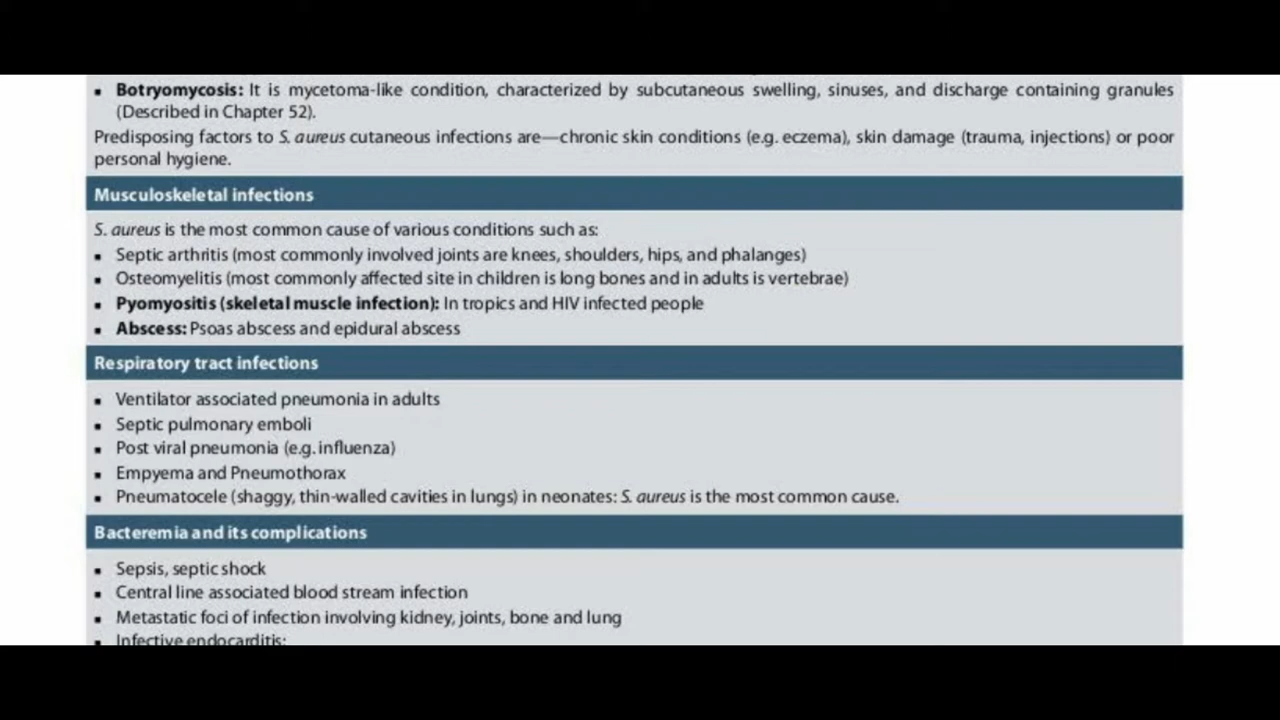 ▪ Botryomycosis: It is mycetoma-like condition, characterized by subcutaneous swelling, sinuses, and discharge containing granules
(Described in Chapter 52).
Predisposing factors to S. aureus cutaneous infections are—chronic skin conditions (e.g. eczema), skin damage (trauma, injections) or poor
personal hygiene.
Musculoskeletal infections
S. aureus is the most common cause of various conditions such as:
▪ Septic arthritis (most commonly involved joints are knees, shoulders, hips, and phalanges)
▪ Osteomyelitis (most commonly affected site in children is long bones and in adults is vertebrae)
▪ Pyomyositis (skeletal muscle infection): In tropics and HIV infected people
▪ Abscess: Psoas abscess and epidural abscess
Respiratory tract infections
▪ Ventilator associated pneumonia in adults
▪ Septic pulmonary emboli
▪ Post viral pneumonia (e.g. influenza)
▪ Empyema and Pneumothorax
▪ Pneumatocele (shaggy, thin-walled cavities in lungs) in neonates: S. aureus is the most common cause.
Bacteremia and its complications
▪ Sepsis, septic shock
▪ Central line associated blood stream infection
▪ Metastatic foci of infection involving kidney, joints, bone and lung
▪ Infective endocarditis: